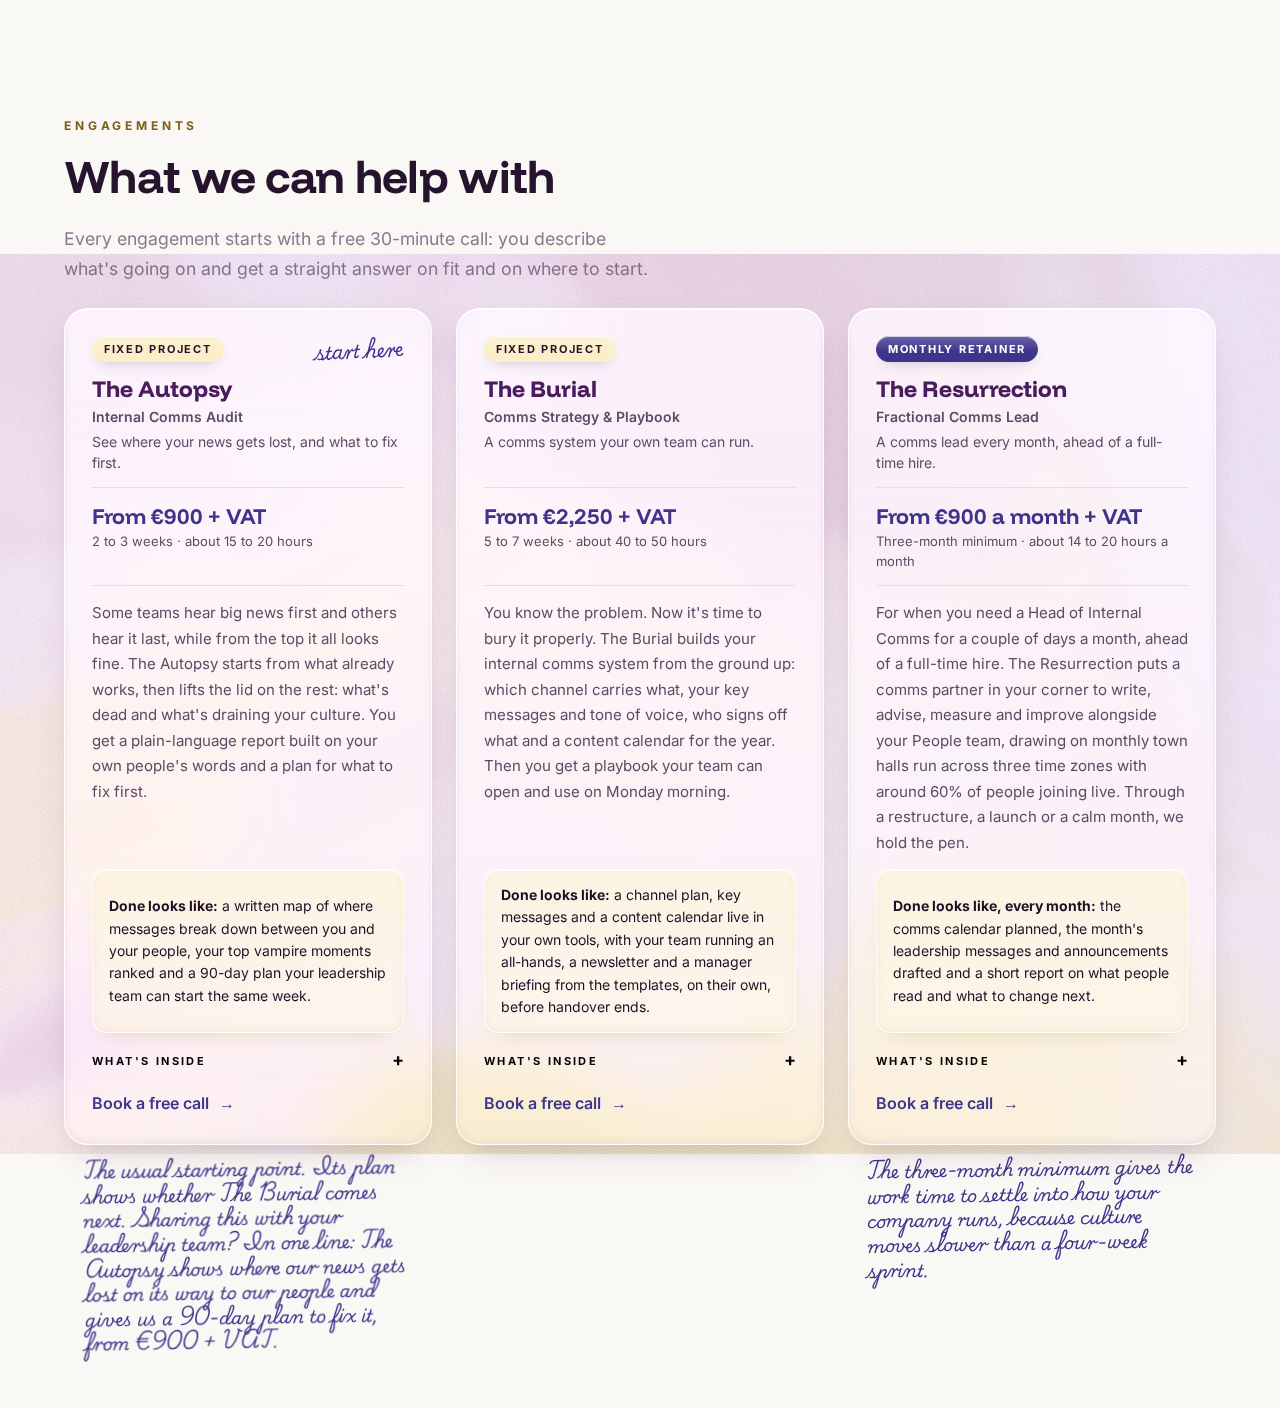 ENGAGEMENTS
What we can help with
Every engagement starts with a free 30-minute call: you describe
what's going on and get a straight answer on fit and on where to start.
FIXED PROJECT
start here
The Autopsy
Internal Comms Audit
See where your news gets lost, and what to fix
first.
From €900 + VAT
2 to 3 weeks · about 15 to 20 hours
Some teams hear big news first and others
hear it last, while from the top it all looks
fine. The Autopsy starts from what already
works, then lifts the lid on the rest: what's
dead and what's draining your culture. You
get a plain-language report built on your
own people's words and a plan for what to
fix first.
Done looks like: a written map of where
messages break down between you and
your people, your top vampire moments
ranked and a 90-day plan your leadership
team can start the same week.
WHAT'S INSIDE +
Book a free call →
The usual starting point. Its plan
shows whether The Burial comes
next. Sharing this with your
leadership team? In one line: The
Autopsy shows where our news gets
lost on its way to our people and
gives us a 90-day plan to fix it,
from €900 + VAT.
FIXED PROJECT
The Burial
Comms Strategy & Playbook
A comms system your own team can run.
From €2,250 + VAT
5 to 7 weeks · about 40 to 50 hours
You know the problem. Now it's time to
bury it properly. The Burial builds your
internal comms system from the ground up:
which channel carries what, your key
messages and tone of voice, who signs off
what and a content calendar for the year.
Then you get a playbook your team can
open and use on Monday morning.
Done looks like: a channel plan, key
messages and a content calendar live in
your own tools, with your team running an
all-hands, a newsletter and a manager
briefing from the templates, on their own,
before handover ends.
WHAT'S INSIDE +
Book a free call →
MONTHLY RETAINER
The Resurrection
Fractional Comms Lead
A comms lead every month, ahead of a full-
time hire.
From €900 a month + VAT
Three-month minimum · about 14 to 20 hours a
month
For when you need a Head of Internal
Comms for a couple of days a month, ahead
of a full-time hire. The Resurrection puts a
comms partner in your corner to write,
advise, measure and improve alongside
your People team, drawing on monthly town
halls run across three time zones with
around 60% of people joining live. Through
a restructure, a launch or a calm month, we
hold the pen.
Done looks like, every month: the
comms calendar planned, the month's
leadership messages and announcements
drafted and a short report on what people
read and what to change next.
WHAT'S INSIDE +
Book a free call →
The three-month minimum gives the
work time to settle into how your
company runs, because culture
moves slower than a four-week
sprint.